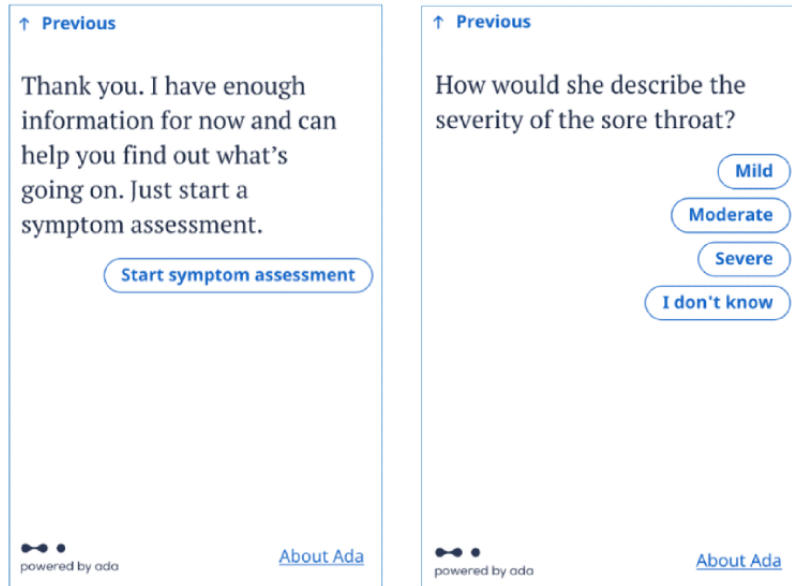 ↑ Previous
Thank you. I have enough
information for now and can
help you find out what's
going on. Just start a
symptom assessment.
Start symptom assessment
powered by ada
About Ada
↑ Previous
How would she describe the
severity of the sore throat?
Mild
Moderate
Severe
I don't know
powered by ada
About Ada